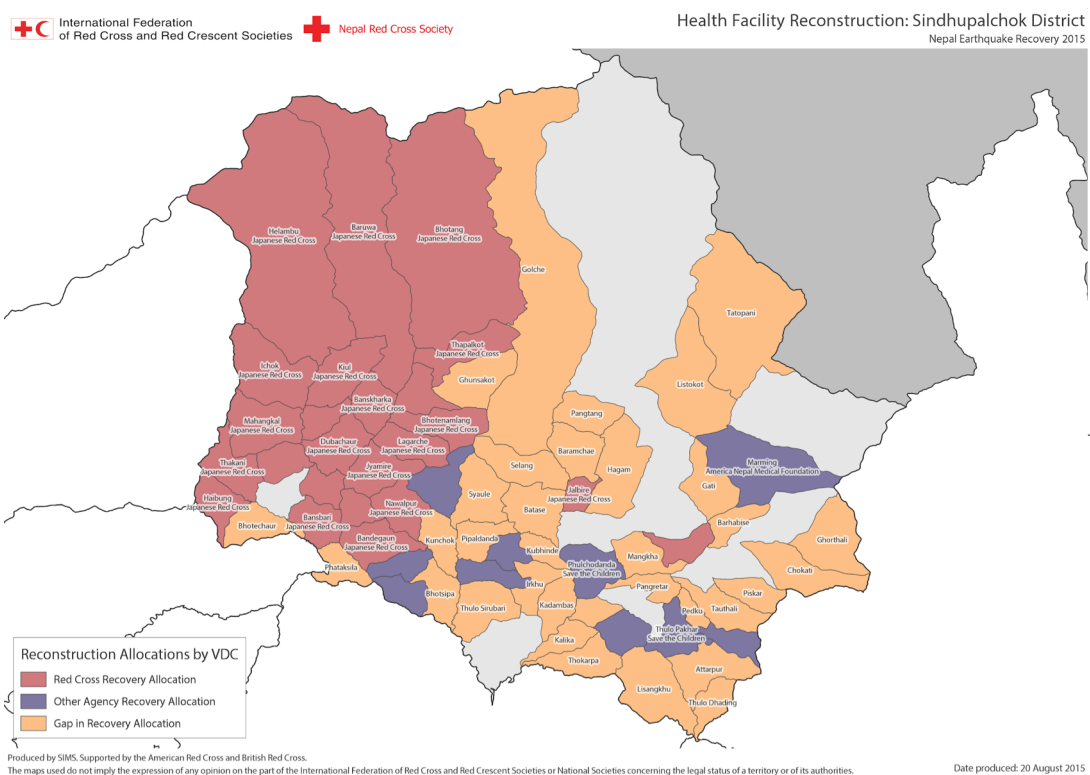 International Federation
of Red Cross and Red Crescent Societies
Nepal Red Cross Society
Health Facility Reconstruction: Sindhupalchok District
Nepal Earthquake Recovery 2015
Helambu
Japanese Red Cross
Baruwa
Japanese Red Cross
Bhotang
Japanese Red Cross
Golche
Tatopani
Thapalkot
Japanese Red Cross
Ichok
Japanese Red Cross
Kiul
Japanese Red Cross
Ghunsakot
Listokot
Banskharka
Japanese Red Cross
Pangtang
Mahangkal
Japanese Red Cross
Bhotenamlang
Japanese Red Cross
Dubachaur
Japanese Red Cross
Lagarche
Japanese Red Cross
Baramchae
Thakani
Japanese Red Cross
Jyamire
Japanese Red Cross
Selang
Hagam
Marming
America Nepal Medical Foundation
Gati
Syaule
Jalbire
Japanese Red Cross
Haibung
Japanese Red Cross
Nawalpur
Japanese Red Cross
Batase
Bhotechaur
Bansbari
Japanese Red Cross
Barhabise
Bandegaun
Japanese Red Cross
Kunchok
Pipaldanda
Kubhinde
Ghorthali
Mangkha
Phataksila
Phulchodanda
Save the Children
Chokati
Irkhu
Pangretar
Bhotsipa
Piskar
Thulo Sirubari
Kadambas
Pedku
Tauthali
Thulo Pakhar
Save the Children
Kalika
Thokarpa
Attarpur
Lisangkhu
Thulo Dhading
Reconstruction Allocations by VDC
Red Cross Recovery Allocation
Other Agency Recovery Allocation
Gap in Recovery Allocation
Produced by SIMS, Supported by the American Red Cross and British Red Cross.
The maps used do not imply the expression of any opinion on the part of the International Federation of Red Cross and Red Crescent Societies or National Societies concerning the legal status of a territory or of its authorities.
Date produced: 20 August 2015